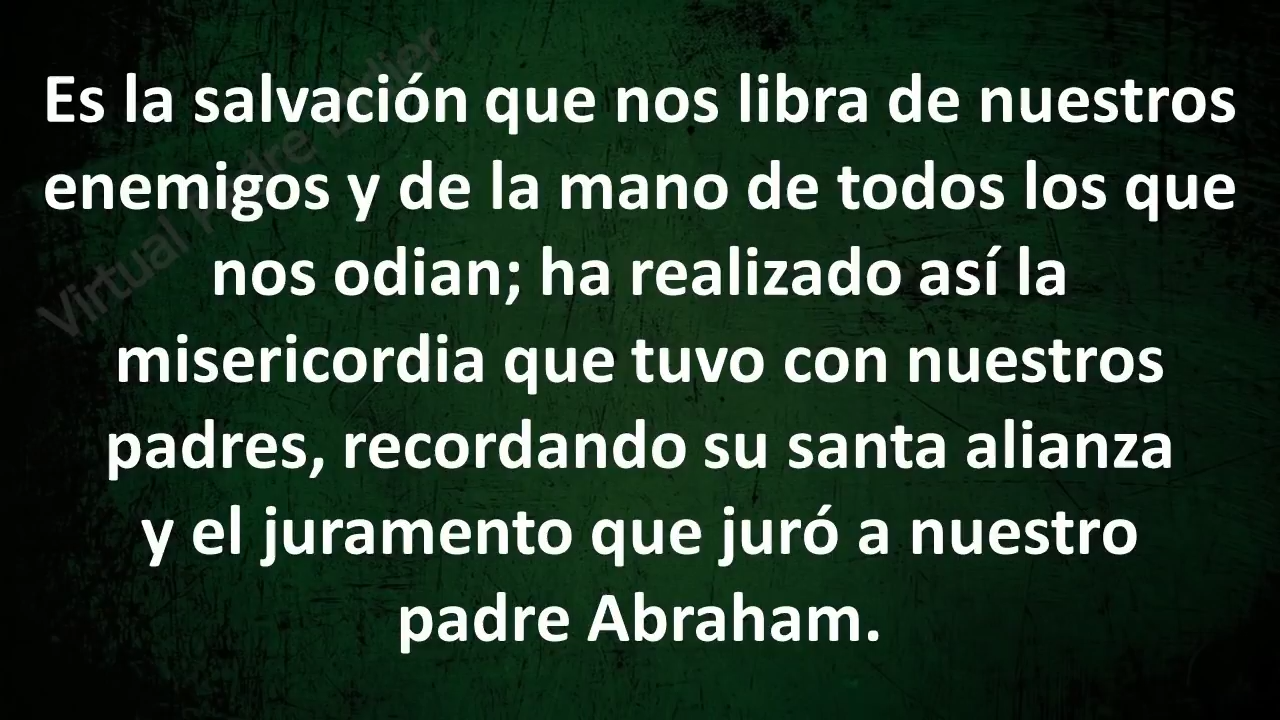 Es la salvación que nos libra de nuestros
enemigos y de la mano de todos los que
nos odian; ha realizado así la
misericordia que tuvo con nuestros
padres, recordando su santa alianza
y el juramento que juró a nuestro
padre Abraham.
Virtual Padre